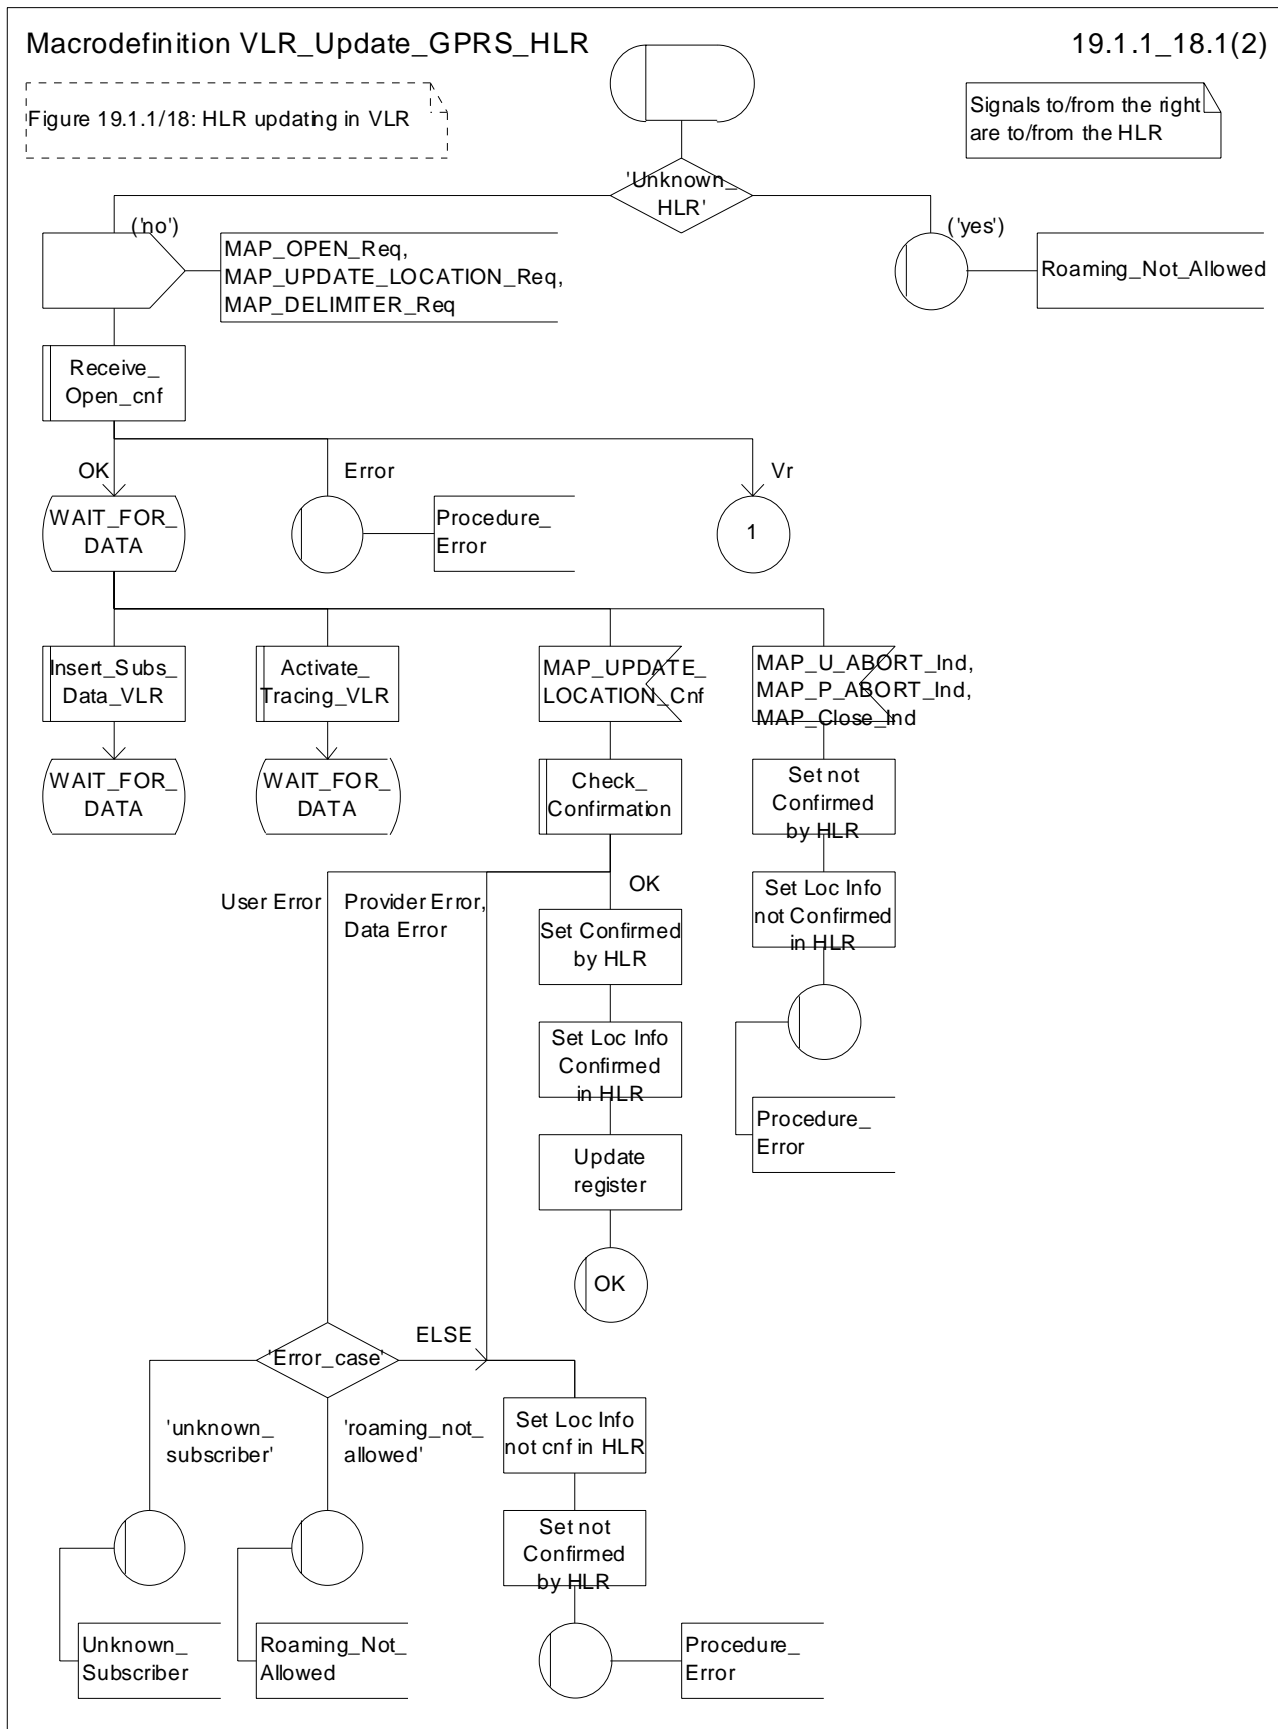 Macrodefinition VLR_Update_GPRS_HLR
19.1.1_18.1(2)
Figure 19.1.1/18: HLR updating in VLR
Signals to/from the right
are to/from the HLR
'Unknown_
HLR'
('no')
('yes')
MAP_OPEN_Req,
MAP_UPDATE_LOCATION_Req,
MAP_DELIMITER_Req
Roaming_Not_Allowed
Receive_
Open_cnf
OK
Error
Vr
WAIT_FOR_
DATA
Procedure_
Error
1
Insert_Subs_
Data_VLR
Activate_
Tracing_VLR
MAP_UPDATE_
LOCATION_Cnf
MAP_U_ABORT_Ind,
MAP_P_ABORT_Ind,
MAP_Close_Ind
WAIT_FOR_
DATA
WAIT_FOR_
DATA
Check_
Confirmation
Set not
Confirmed
by HLR
User Error
Provider Error,
Data Error
OK
Set Confirmed
by HLR
Set Loc Info
not Confirmed
in HLR
Set Loc Info
Confirmed
in HLR
Procedure_
Error
Update
register
OK
'Error_case'
ELSE
'unknown_
subscriber'
'roaming_not_
allowed'
Set Loc Info
not cnf in HLR
Set not
Confirmed
by HLR
Unknown_
Subscriber
Roaming_Not_
Allowed
Procedure_
Error